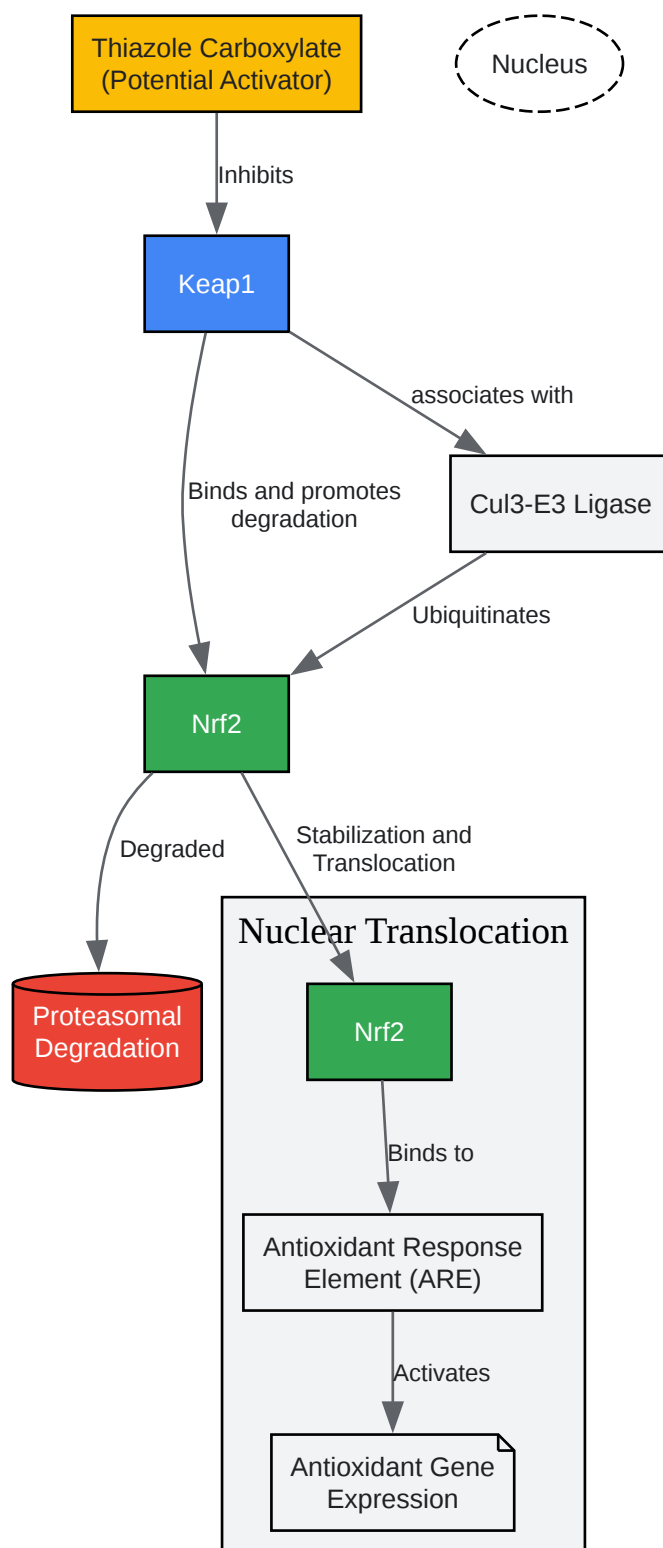 Thiazole Carboxylate
(Potential Activator)
Nucleus
Inhibits
Keap1
associates with
Binds and promotes
degradation
Cul3-E3 Ligase
Ubiquitinates
Nrf2
Degraded
Stabilization and
Translocation
Nuclear Translocation
Proteasomal
Degradation
Nrf2
Binds to
Antioxidant Response
Element (ARE)
Activates
Antioxidant Gene
Expression